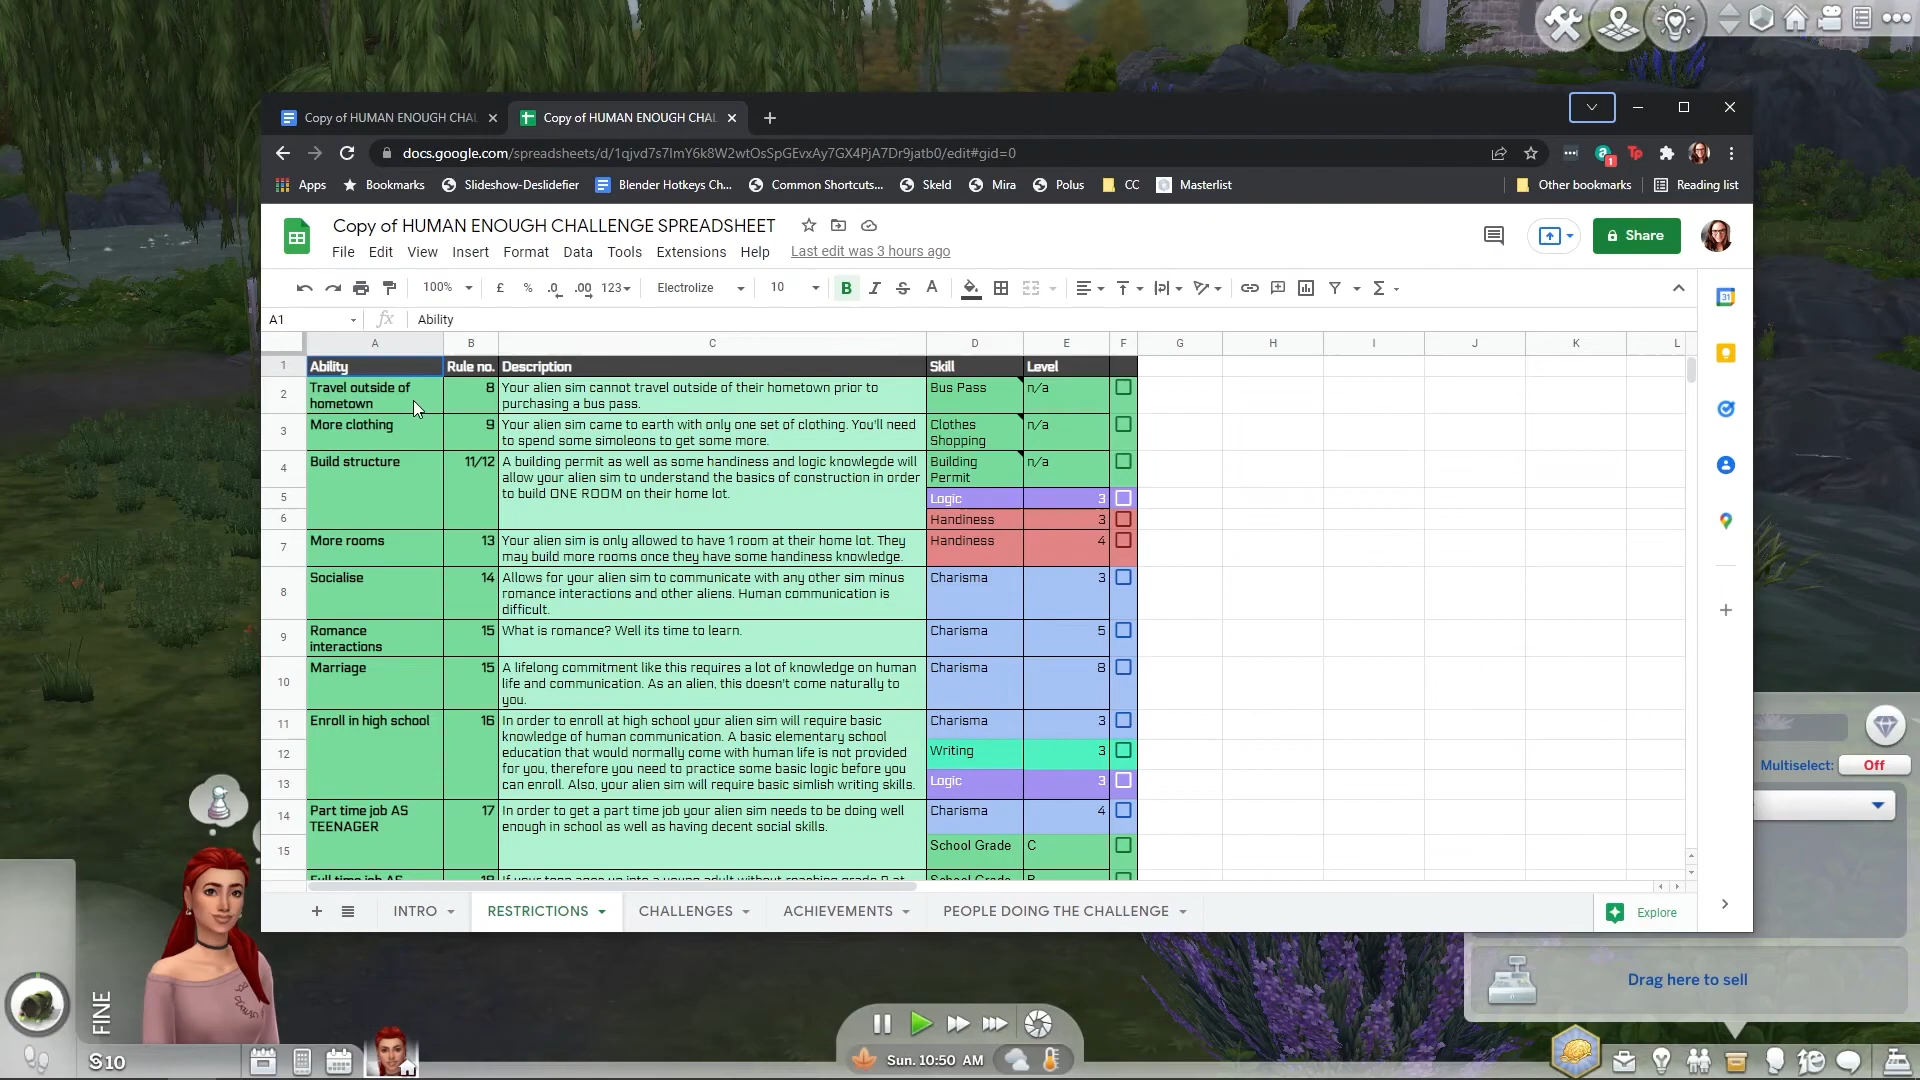 Copy of HUMAN ENOUGH CHAL
Copy of HUMAN ENOUGH CHAL
docs.google.com/spreadsheets/d/1qjvd7s7ImY6k8W2wtOsSpGEvxAy7GX4PjA7Dr9jatb0/edit#gid=0
1
Apps
Bookmarks
Slideshow-Deslidefier
Blender Hotkeys Ch...
Common Shortcuts...
Skeld
Mira
Polus
CC
Masterlist
Other bookmarks
Reading list
Copy of HUMAN ENOUGH CHALLENGE SPREADSHEET
Share
File Edit View Insert Format Data Tools Extensions Help Last edit was 3 hours ago
100% £ % .0 .00 123 Electrolize 10 B I S A
A1 fx Ability
A B C D E F G H I J K L
1 Ability Rule no. Description Skill Level
2 Travel outside of hometown 8 Your alien sim cannot travel outside of their hometown prior to Bus Pass n/a
purchasing a bus pass.
3 More clothing 9 Your alien sim came to earth with only one set of clothing. You'll need Clothes Shopping n/a
to spend some simoleons to get some more.
4 Build structure 11/12 A building permit as well as some handiness and logic knowlegde will Building Permit n/a
allow your alien sim to understand the basics of construction in order
to build ONE ROOM on their home lot.
5 Logic 3
6 Handiness 3
7 More rooms 13 Your alien sim is only allowed to have 1 room at their home lot. They Handiness 4
may build more rooms once they have some handiness knowledge.
8 Socialise 14 Allows for your alien sim to communicate with any other sim minus Charisma 3
romance interactions and other aliens. Human communication is
difficult.
9 Romance interactions 15 What is romance? Well its time to learn. Charisma 5
10 Marriage 15 A lifelong commitment like this requires a lot of knowledge on human Charisma 8
life and communication. As an alien, this doesn't come naturally to
you.
11 Enroll in high school 16 In order to enroll at high school your alien sim will require basic Charisma 3
knowledge of human communication. A basic elementary school
12 education that would normally come with human life is not provided Writing 3
for you, therefore you need to practice some basic logic before you
13 can enroll. Also, your alien sim will require basic simlish writing skills. Logic 3
14 Part time job AS TEENAGER 17 In order to get a part time job your alien sim needs to be doing well Charisma 4
enough in school as well as having decent social skills.
15 School Grade C
INTRO
RESTRICTIONS
CHALLENGES
ACHIEVEMENTS
PEOPLE DOING THE CHALLENGE
Explore
Multiselect: Off
Drag here to sell
FINE
§10
Sun. 10:50 AM